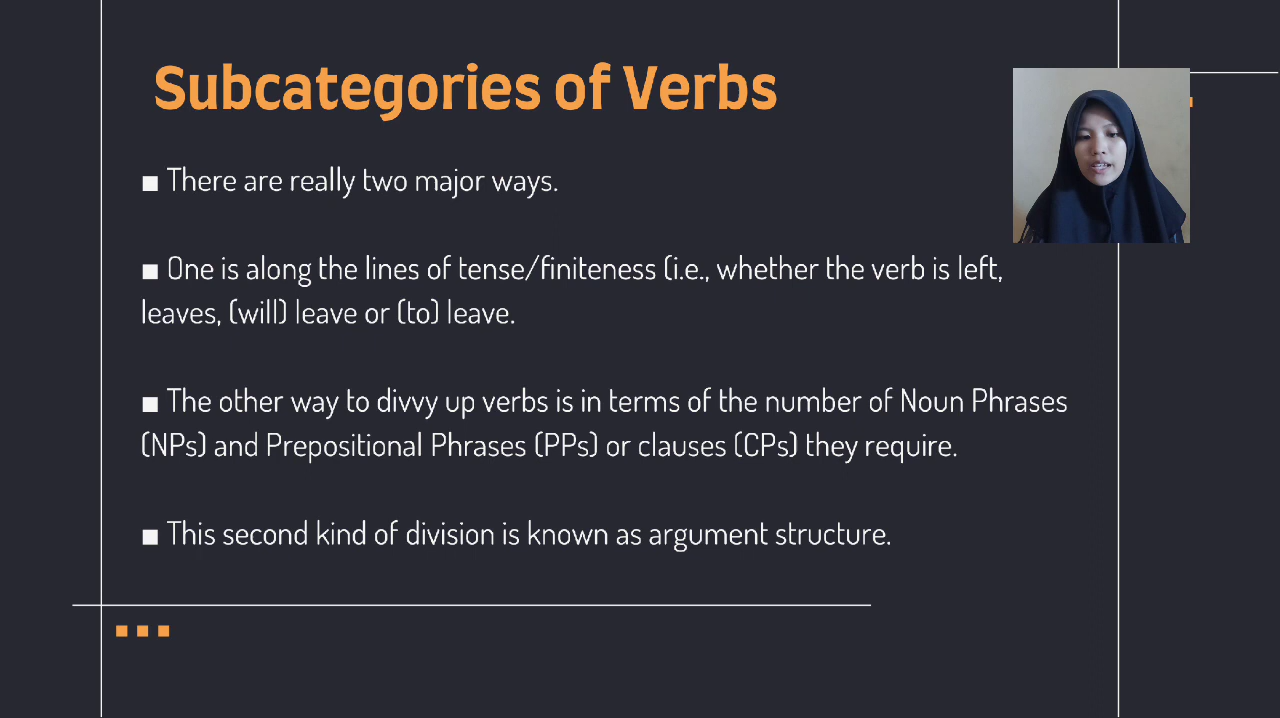 Subcategories of Verbs
■ There are really two major ways.
■ One is along the lines of tense/finiteness (i.e., whether the verb is left,
leaves, (will) leave or (to) leave.
■ The other way to divvy up verbs is in terms of the number of Noun Phrases
(NPs) and Prepositional Phrases (PPs) or clauses (CPs) they require.
■ This second kind of division is known as argument structure.